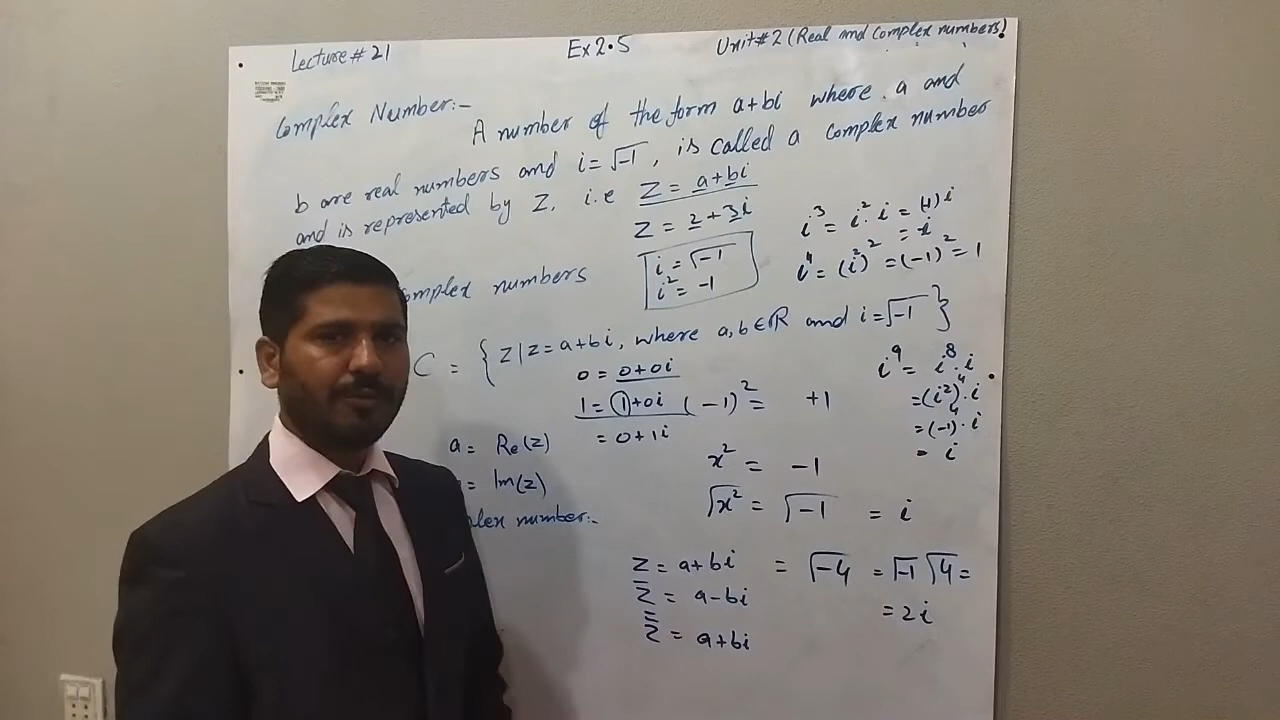 Lecture # 21
Ex 2.5
Unit # 2 (Real and Complex numbers)
Complex Number:-
A number of the form a+bi where a and
b are real numbers and i = √-1, is called a complex number
and is represented by Z. i.e Z = a+bi
Z = 2+3i
i = √-1
i² = -1
i³ = i².i = (-1)i
= -i
i⁴ = (i²)² = (-1)² = 1
omplex numbers
C = { Z | Z = a+bi, where a,b ∈ R and i = √-1 }
0 = 0+0i
1 = 1+0i
= 0+1i
(-1)² = +1
i⁹ = i⁸.i
= (i²)⁴.i
= (-1)⁴.i
= i
a = Re(z)
= Im(z)
x² = -1
√x² = √-1 = i
plex number:-
Z = a+bi = √-4 = √-1 √4 =
= 2i
Z̅ = a-bi
Z̿ = a+bi